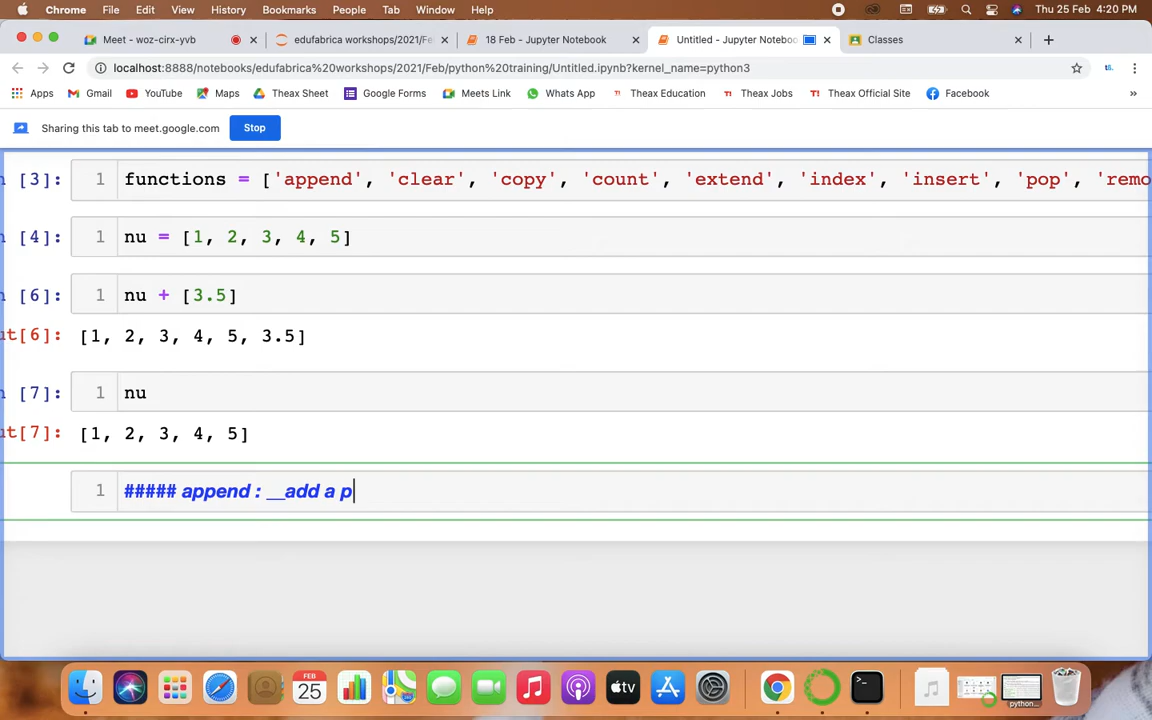 Chrome File Edit View History Bookmarks People Tab Window Help Thu 25 Feb 4:20 PM
Meet - woz-cirx-yvb edufabrica workshops/2021/Fe 18 Feb - Jupyter Notebook Untitled - Jupyter Noteboo Classes
localhost:8888/notebooks/edufabrica%20workshops/2021/Feb/python%20training/Untitled.ipynb?kernel_name=python3
Apps Gmail YouTube Maps Theax Sheet Google Forms Meets Link Whats App Theax Education Theax Jobs Theax Official Site Facebook »
Sharing this tab to meet.google.com Stop
n [3]: 1 functions = ['append', 'clear', 'copy', 'count', 'extend', 'index', 'insert', 'pop', 'remo
n [4]: 1 nu = [1, 2, 3, 4, 5]
n [6]: 1 nu + [3.5]
ut[6]: [1, 2, 3, 4, 5, 3.5]
n [7]: 1 nu
ut[7]: [1, 2, 3, 4, 5]
1 ##### append : __add a p
FEB
25
tv
python...